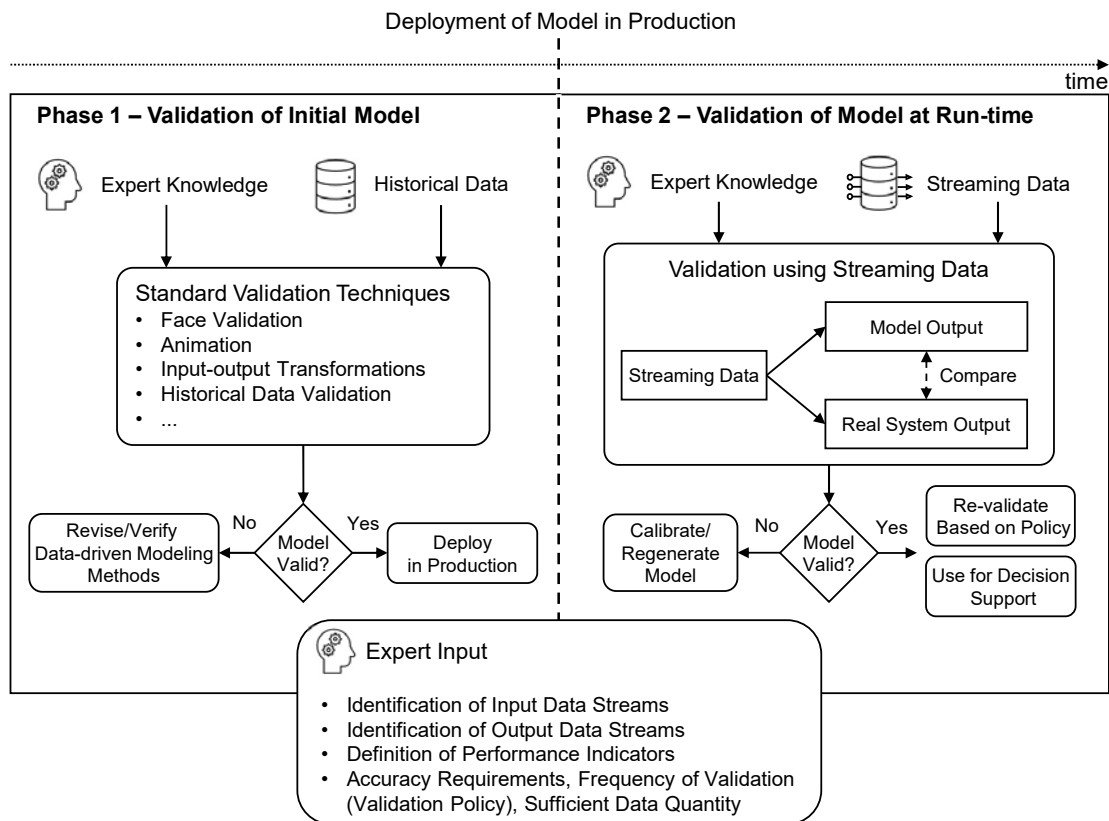 Deployment of Model in Production
time
Phase 1 – Validation of Initial Model
Expert Knowledge
Historical Data
Standard Validation Techniques
• Face Validation
• Animation
• Input-output Transformations
• Historical Data Validation
• ...
No
Yes
Revise/Verify
Data-driven Modeling
Methods
Model
Valid?
Deploy
in Production
Phase 2 – Validation of Model at Run-time
Expert Knowledge
Streaming Data
Validation using Streaming Data
Model Output
Streaming Data
Compare
Real System Output
No
Yes
Calibrate/
Regenerate
Model
Model
Valid?
Re-validate
Based on Policy
Use for Decision
Support
Expert Input
• Identification of Input Data Streams
• Identification of Output Data Streams
• Definition of Performance Indicators
• Accuracy Requirements, Frequency of Validation
(Validation Policy), Sufficient Data Quantity